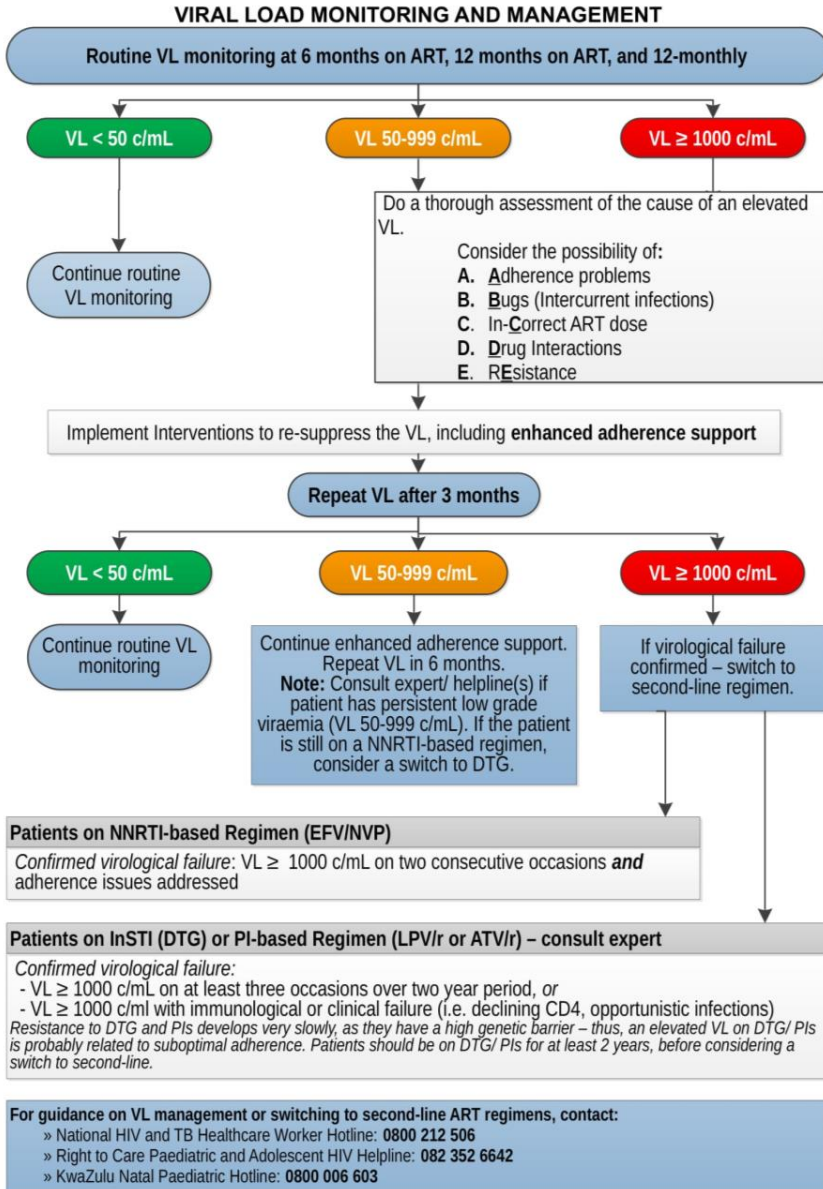 VIRAL LOAD MONITORING AND MANAGEMENT
Routine VL monitoring at 6 months on ART, 12 months on ART, and 12-monthly
VL < 50 c/mL
VL 50-999 c/mL
VL ≥ 1000 c/mL
Continue routine
VL monitoring
Do a thorough assessment of the cause of an elevated
VL.
Consider the possibility of:
A. Adherence problems
B. Bugs (Intercurrent infections)
C. In-Correct ART dose
D. Drug Interactions
E. REsistance
Implement Interventions to re-suppress the VL, including enhanced adherence support
Repeat VL after 3 months
VL < 50 c/mL
VL 50-999 c/mL
VL ≥ 1000 c/mL
Continue routine VL
monitoring
Continue enhanced adherence support.
Repeat VL in 6 months.
Note: Consult expert/ helpline(s) if
patient has persistent low grade
viraemia (VL 50-999 c/mL). If the patient
is still on a NNRTI-based regimen,
consider a switch to DTG.
If virological failure
confirmed – switch to
second-line regimen.
Patients on NNRTI-based Regimen (EFV/NVP)
Confirmed virological failure: VL ≥ 1000 c/mL on two consecutive occasions and
adherence issues addressed
Patients on InSTI (DTG) or PI-based Regimen (LPV/r or ATV/r) – consult expert
Confirmed virological failure:
- VL ≥ 1000 c/mL on at least three occasions over two year period, or
- VL ≥ 1000 c/ml with immunological or clinical failure (i.e. declining CD4, opportunistic infections)
Resistance to DTG and PIs develops very slowly, as they have a high genetic barrier – thus, an elevated VL on DTG/ PIs
is probably related to suboptimal adherence. Patients should be on DTG/ PIs for at least 2 years, before considering a
switch to second-line.
For guidance on VL management or switching to second-line ART regimens, contact:
» National HIV and TB Healthcare Worker Hotline: 0800 212 506
» Right to Care Paediatric and Adolescent HIV Helpline: 082 352 6642
» KwaZulu Natal Paediatric Hotline: 0800 006 603